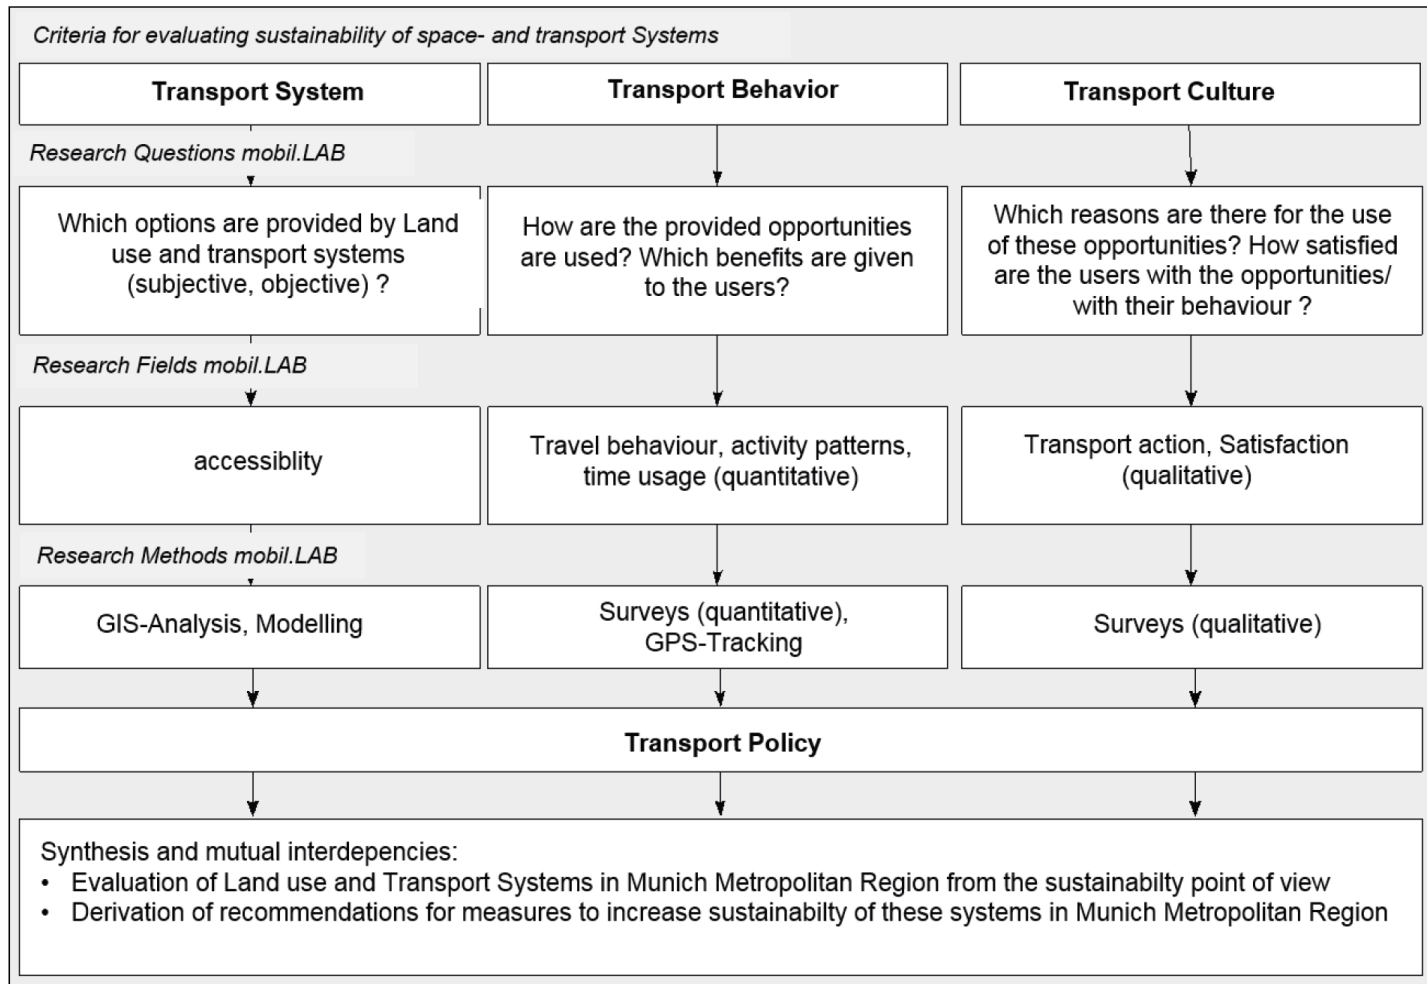 Criteria for evaluating sustainability of space- and transport Systems
Transport System
Transport Behavior
Transport Culture
Research Questions mobil.LAB
Which options are provided by Land
use and transport systems
(subjective, objective) ?
How are the provided opportunities
are used? Which benefits are given
to the users?
Which reasons are there for the use
of these opportunities? How satisfied
are the users with the opportunities/
with their behaviour ?
Research Fields mobil.LAB
accessiblity
Travel behaviour, activity patterns,
time usage (quantitative)
Transport action, Satisfaction
(qualitative)
Research Methods mobil.LAB
GIS-Analysis, Modelling
Surveys (quantitative),
GPS-Tracking
Surveys (qualitative)
Transport Policy
Synthesis and mutual interdepencies:
• Evaluation of Land use and Transport Systems in Munich Metropolitan Region from the sustainabilty point of view
• Derivation of recommendations for measures to increase sustainabilty of these systems in Munich Metropolitan Region